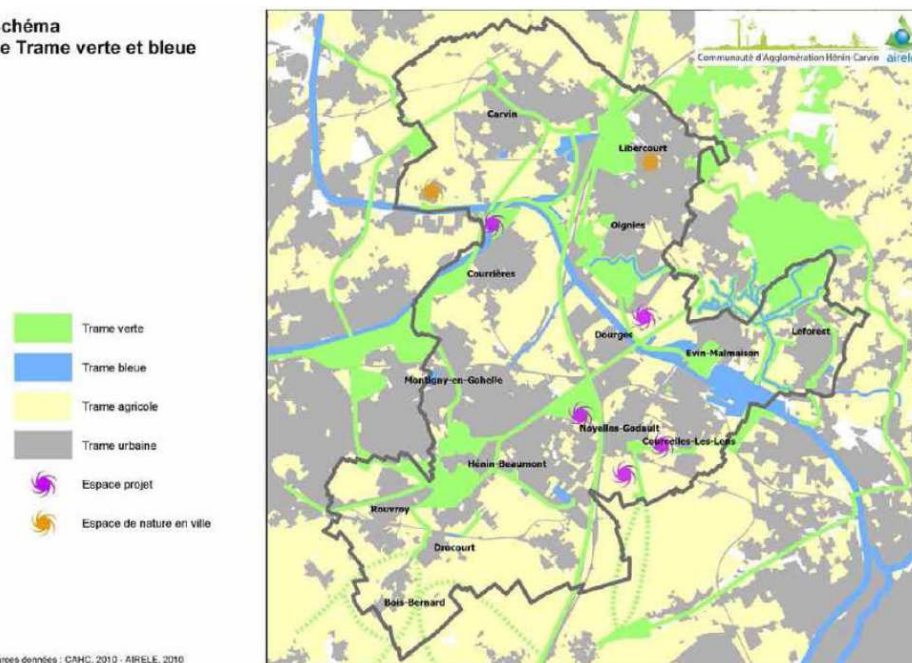 chéma
e Trame verte et bleue
Communauté d'Agglomération Hénin-Carvin
airele
Carvin
Libercourt
Oignies
Courrières
Dourges
Evin-Malmaison
Leforest
Montigny-en-Gohelle
Noyelles-Godault
Courcelles-Les-Lens
Hénin-Beaumont
Rouvroy
Drocourt
Bois-Bernard
Trame verte
Trame bleue
Trame agricole
Trame urbaine
Espace projet
Espace de nature en ville
rces données : CAHC, 2010 - AIRELE, 2010